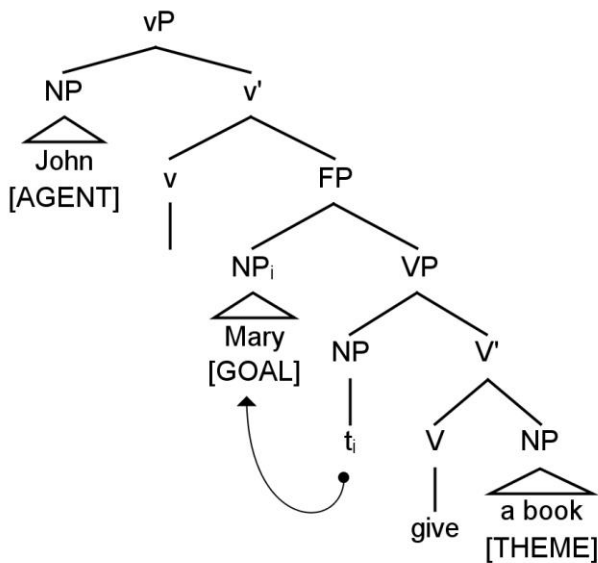 vP
NP v'
John
[AGENT]
v FP
NPi VP
Mary
[GOAL]
NP V'
ti V NP
give
a book
[THEME]